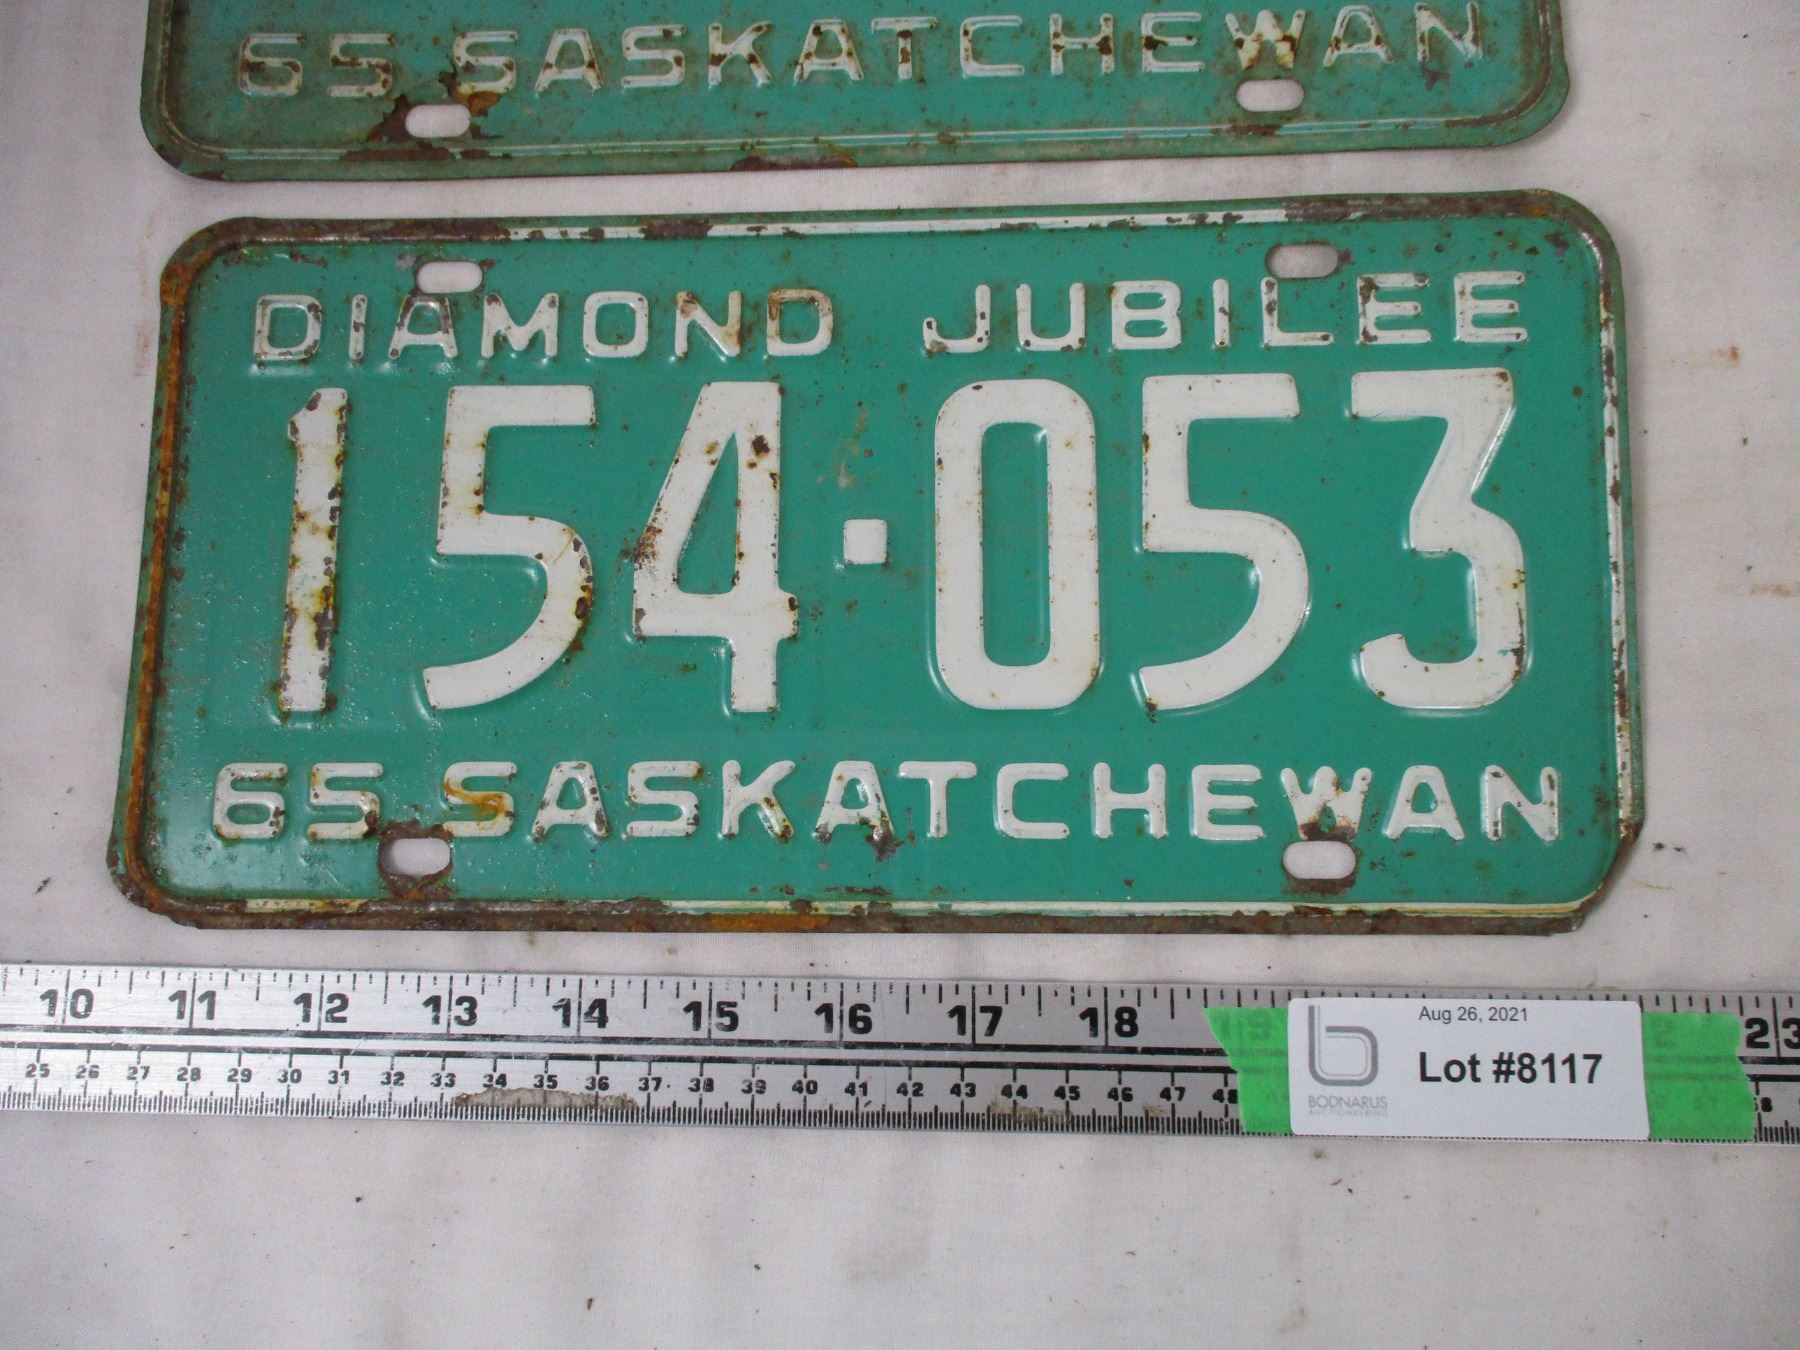 65 SASKATCHEWAN
DIAMOND JUBILEE
154·053
65 SASKATCHEWAN
10 11 12 13 14 15 16 17 18 23
25 26 27 28 29 30 31 32 33 34 35 36 37 38 39 40 41 42 43 44 45 46 47 48
Aug 26, 2021
Lot #8117
BODNARUS
AUCTIONEERING